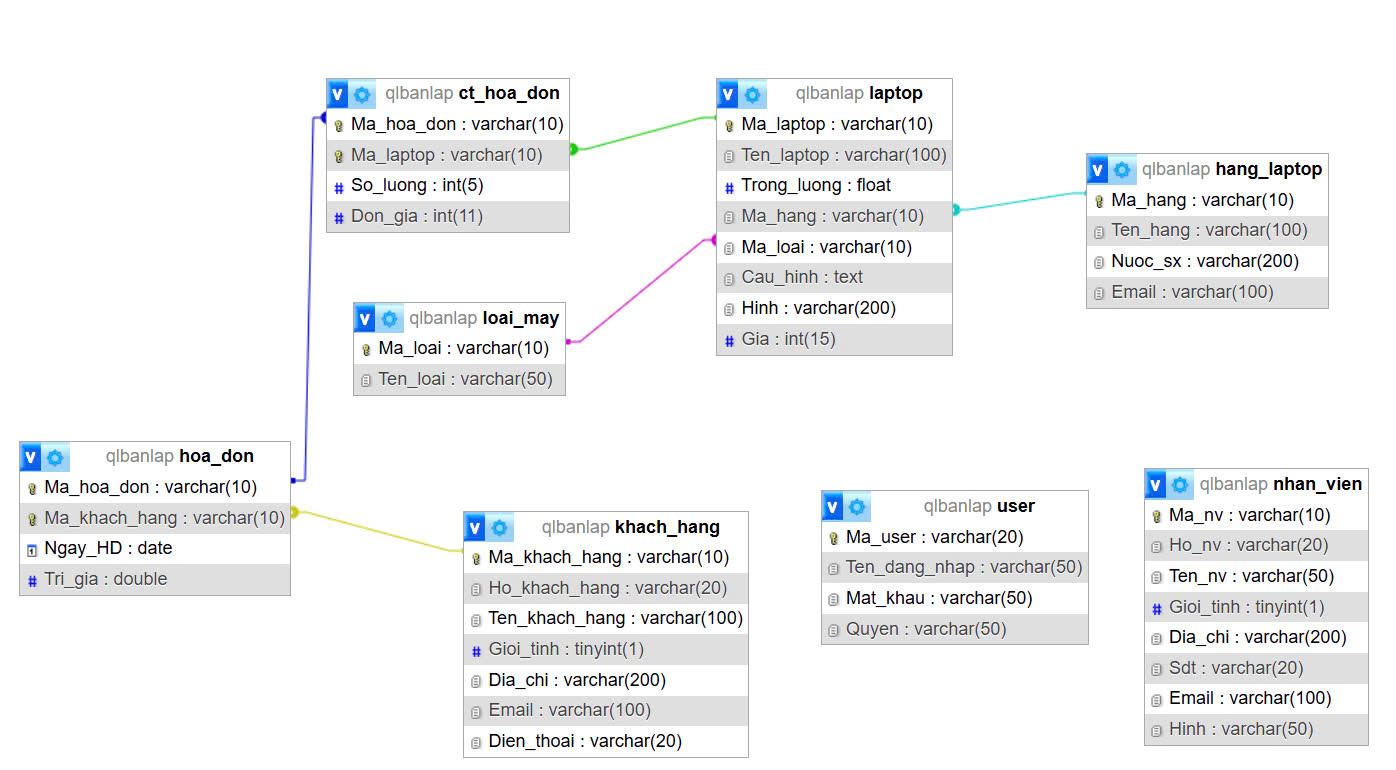 qlbanlap ct_hoa_don
Ma_hoa_don : varchar(10)
Ma_laptop : varchar(10)
So_luong : int(5)
Don_gia : int(11)
qlbanlap laptop
Ma_laptop : varchar(10)
Ten_laptop : varchar(100)
Trong_luong : float
Ma_hang : varchar(10)
Ma_loai : varchar(10)
Cau_hinh : text
Hinh : varchar(200)
Gia : int(15)
qlbanlap hang_laptop
Ma_hang : varchar(10)
Ten_hang : varchar(100)
Nuoc_sx : varchar(200)
Email : varchar(100)
qlbanlap loai_may
Ma_loai : varchar(10)
Ten_loai : varchar(50)
qlbanlap hoa_don
Ma_hoa_don : varchar(10)
Ma_khach_hang : varchar(10)
Ngay_HD : date
Tri_gia : double
qlbanlap khach_hang
Ma_khach_hang : varchar(10)
Ho_khach_hang : varchar(20)
Ten_khach_hang : varchar(100)
Gioi_tinh : tinyint(1)
Dia_chi : varchar(200)
Email : varchar(100)
Dien_thoai : varchar(20)
qlbanlap user
Ma_user : varchar(20)
Ten_dang_nhap : varchar(50)
Mat_khau : varchar(50)
Quyen : varchar(50)
qlbanlap nhan_vien
Ma_nv : varchar(10)
Ho_nv : varchar(20)
Ten_nv : varchar(50)
Gioi_tinh : tinyint(1)
Dia_chi : varchar(200)
Sdt : varchar(20)
Email : varchar(100)
Hinh : varchar(50)